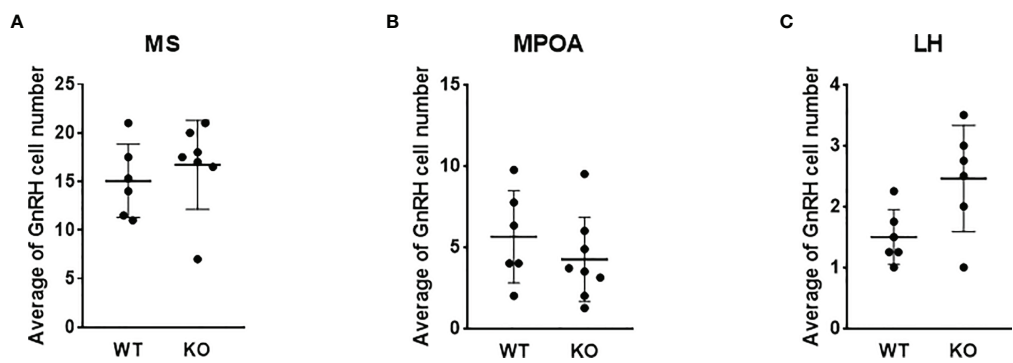 A
MS
Average of GnRH cell number
25
20
15
10
5
0
WT KO
B
MPOA
Average of GnRH cell number
15
10
5
0
WT KO
C
LH
Average of GnRH cell number
4
3
2
1
0
WT KO